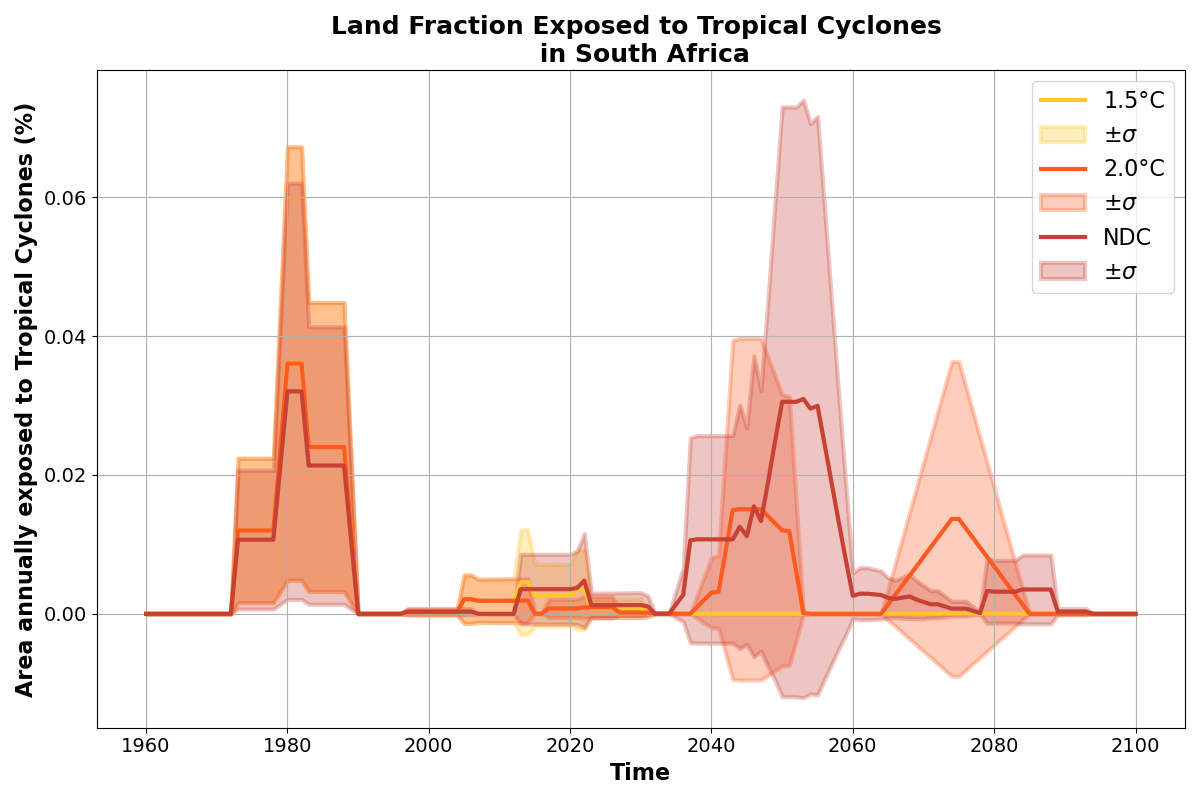 Land Fraction Exposed to Tropical Cyclones
in South Africa
Area annually exposed to Tropical Cyclones (%)
0.06
0.04
0.02
0.00
1960 1980 2000 2020 2040 2060 2080 2100
Time
1.5°C
±σ
2.0°C
±σ
NDC
±σ